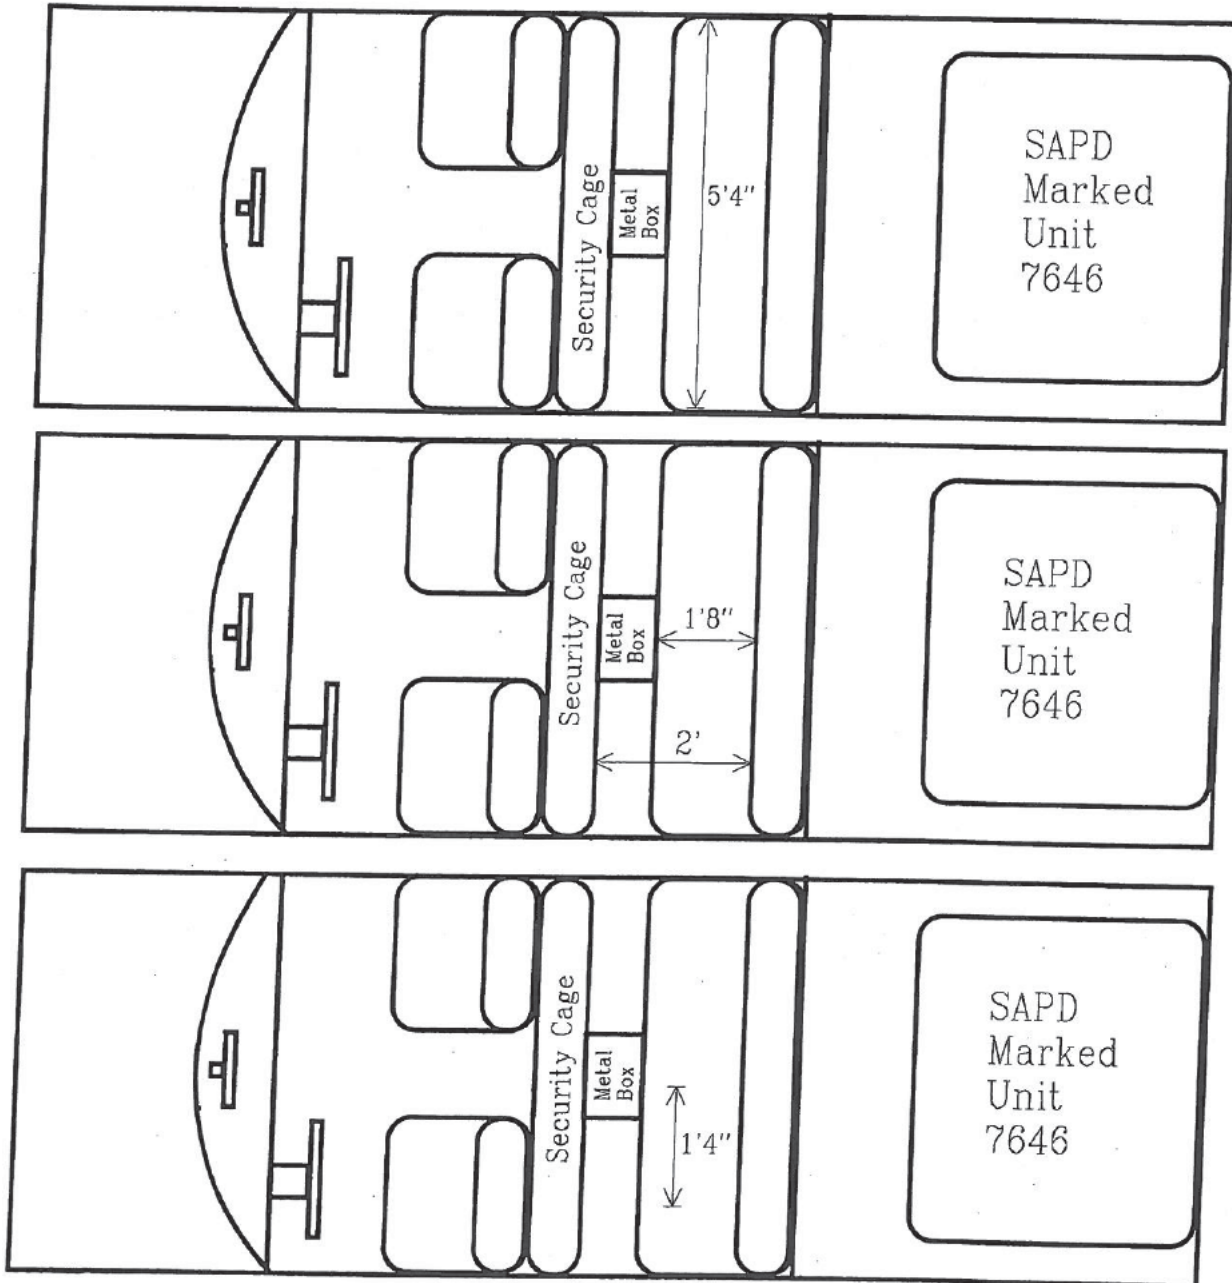 Security Cage
Metal
Box
5'4"
SAPD
Marked
Unit
7646
Security Cage
Metal
Box
1'8"
2'
SAPD
Marked
Unit
7646
Security Cage
Metal
Box
1'4"
SAPD
Marked
Unit
7646